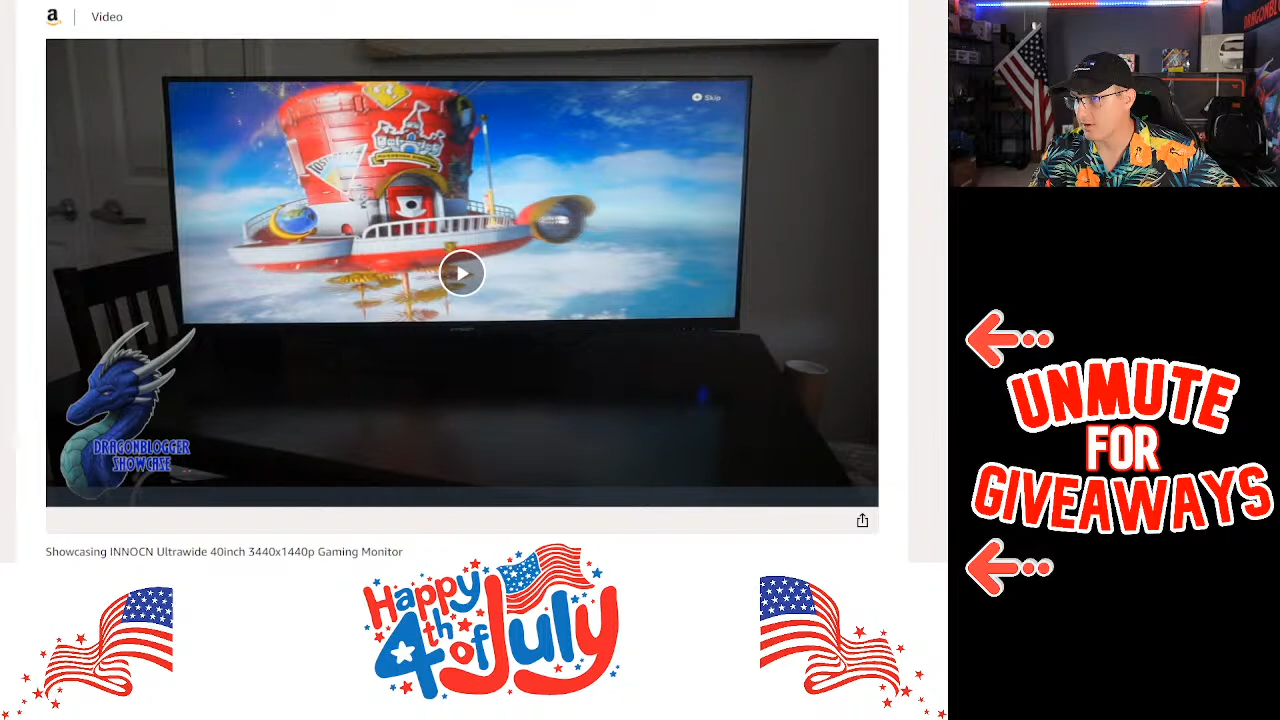 a
Video
Skip
DRAGONBLOGGER
SHOWCASE
Showcasing INNOCN Ultrawide 40inch 3440x1440p Gaming Monitor
Happy
4th of July
UNMUTE
FOR
GIVEAWAYS